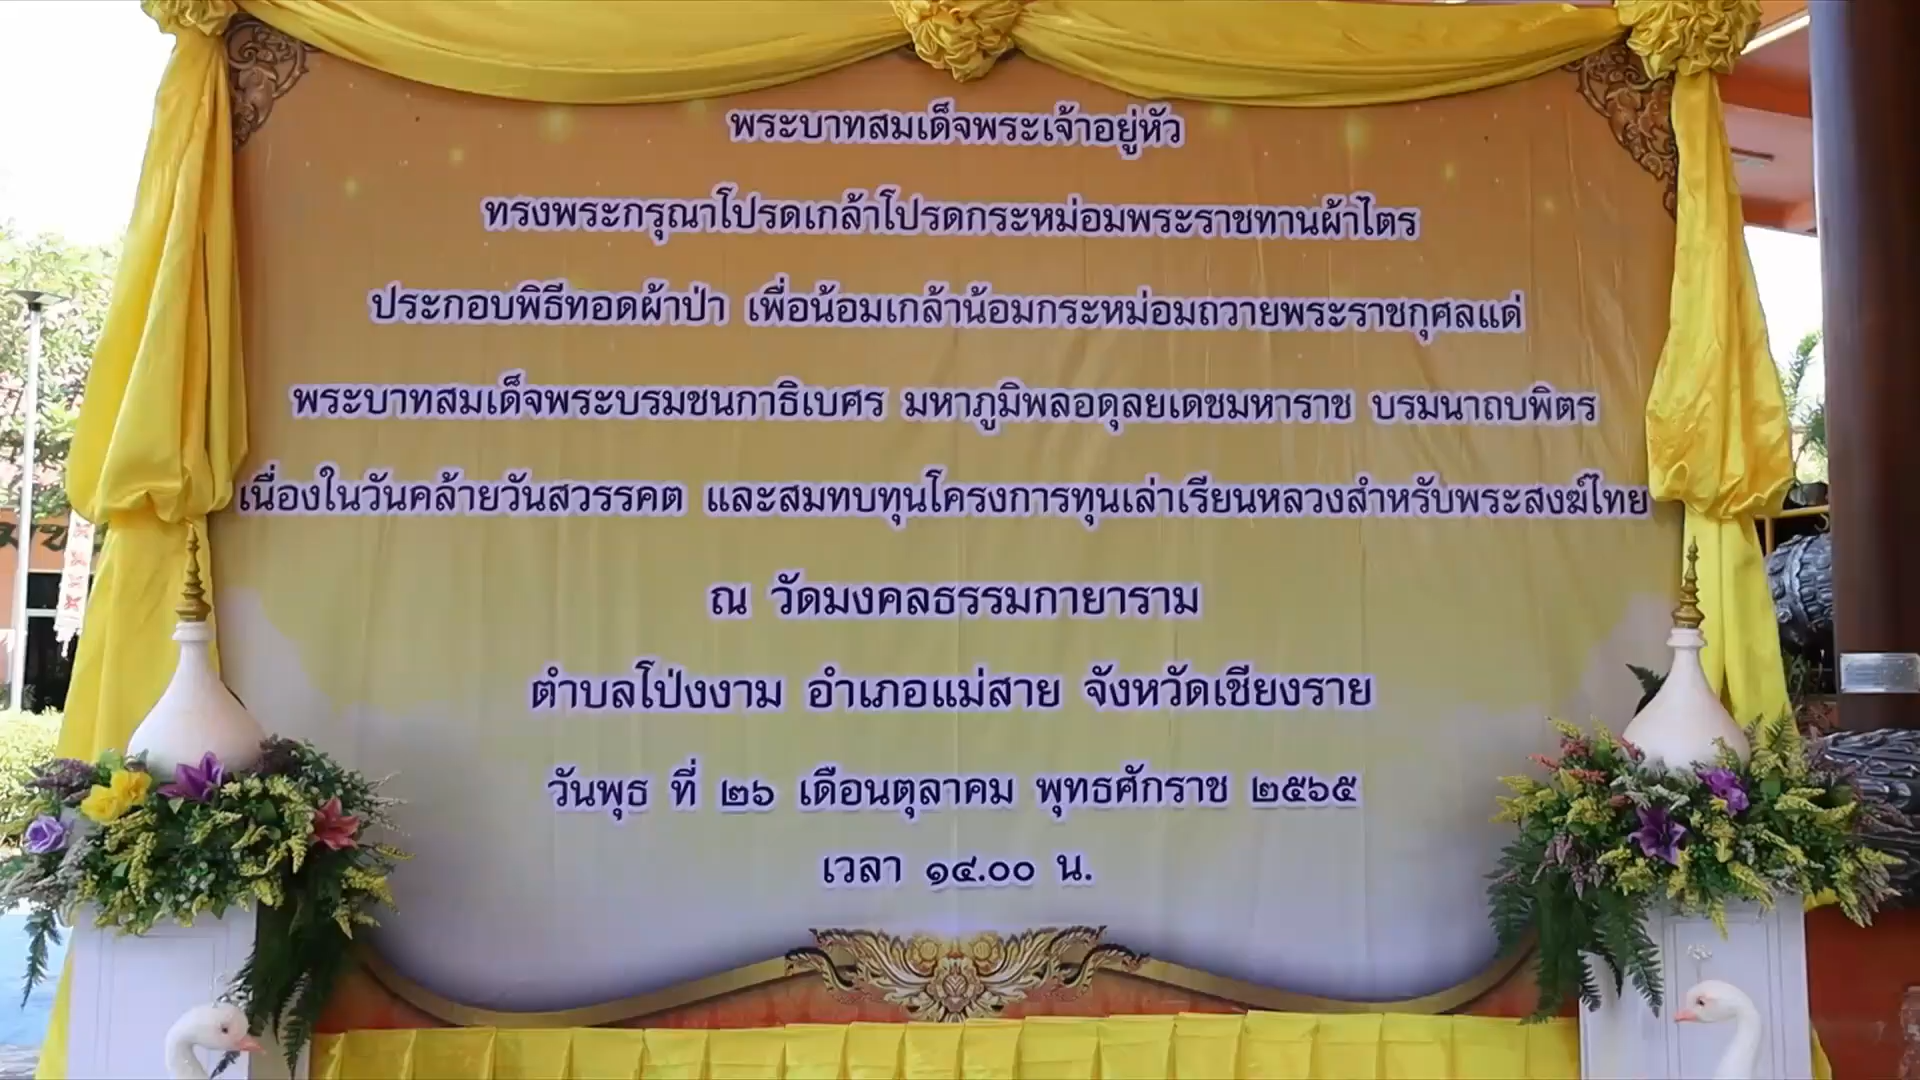 พระบาทสมเด็จพระเจ้าอยู่หัว
ทรงพระกรุณาโปรดเกล้าโปรดกระหม่อมพระราชทานผ้าไตร
ประกอบพิธีทอดผ้าป่า เพื่อน้อมเกล้าน้อมกระหม่อมถวายพระราชกุศลแด่
พระบาทสมเด็จพระบรมชนกาธิเบศร มหาภูมิพลอดุลยเดชมหาราช บรมนาถบพิตร
เนื่องในวันคล้ายวันสวรรคต และสมทบทุนโครงการทุนเล่าเรียนหลวงสำหรับพระสงฆ์ไทย
ณ วัดมงคลธรรมกายาราม
ตำบลโป่งงาม อำเภอแม่สาย จังหวัดเชียงราย
วันพุธ ที่ ๒๖ เดือนตุลาคม พุทธศักราช ๒๕๖๕
เวลา ๑๔.๐๐ น.